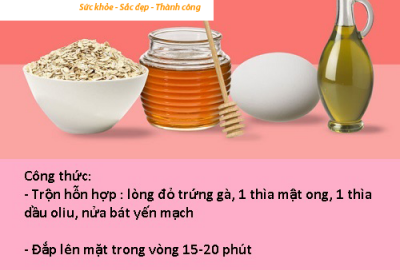 Sức khỏe - Sắc đẹp - Thành công
Công thức:
- Trộn hỗn hợp : lòng đỏ trứng gà, 1 thìa mật ong, 1 thìa
dầu oliu, nửa bát yến mạch
- Đắp lên mặt trong vòng 15-20 phút